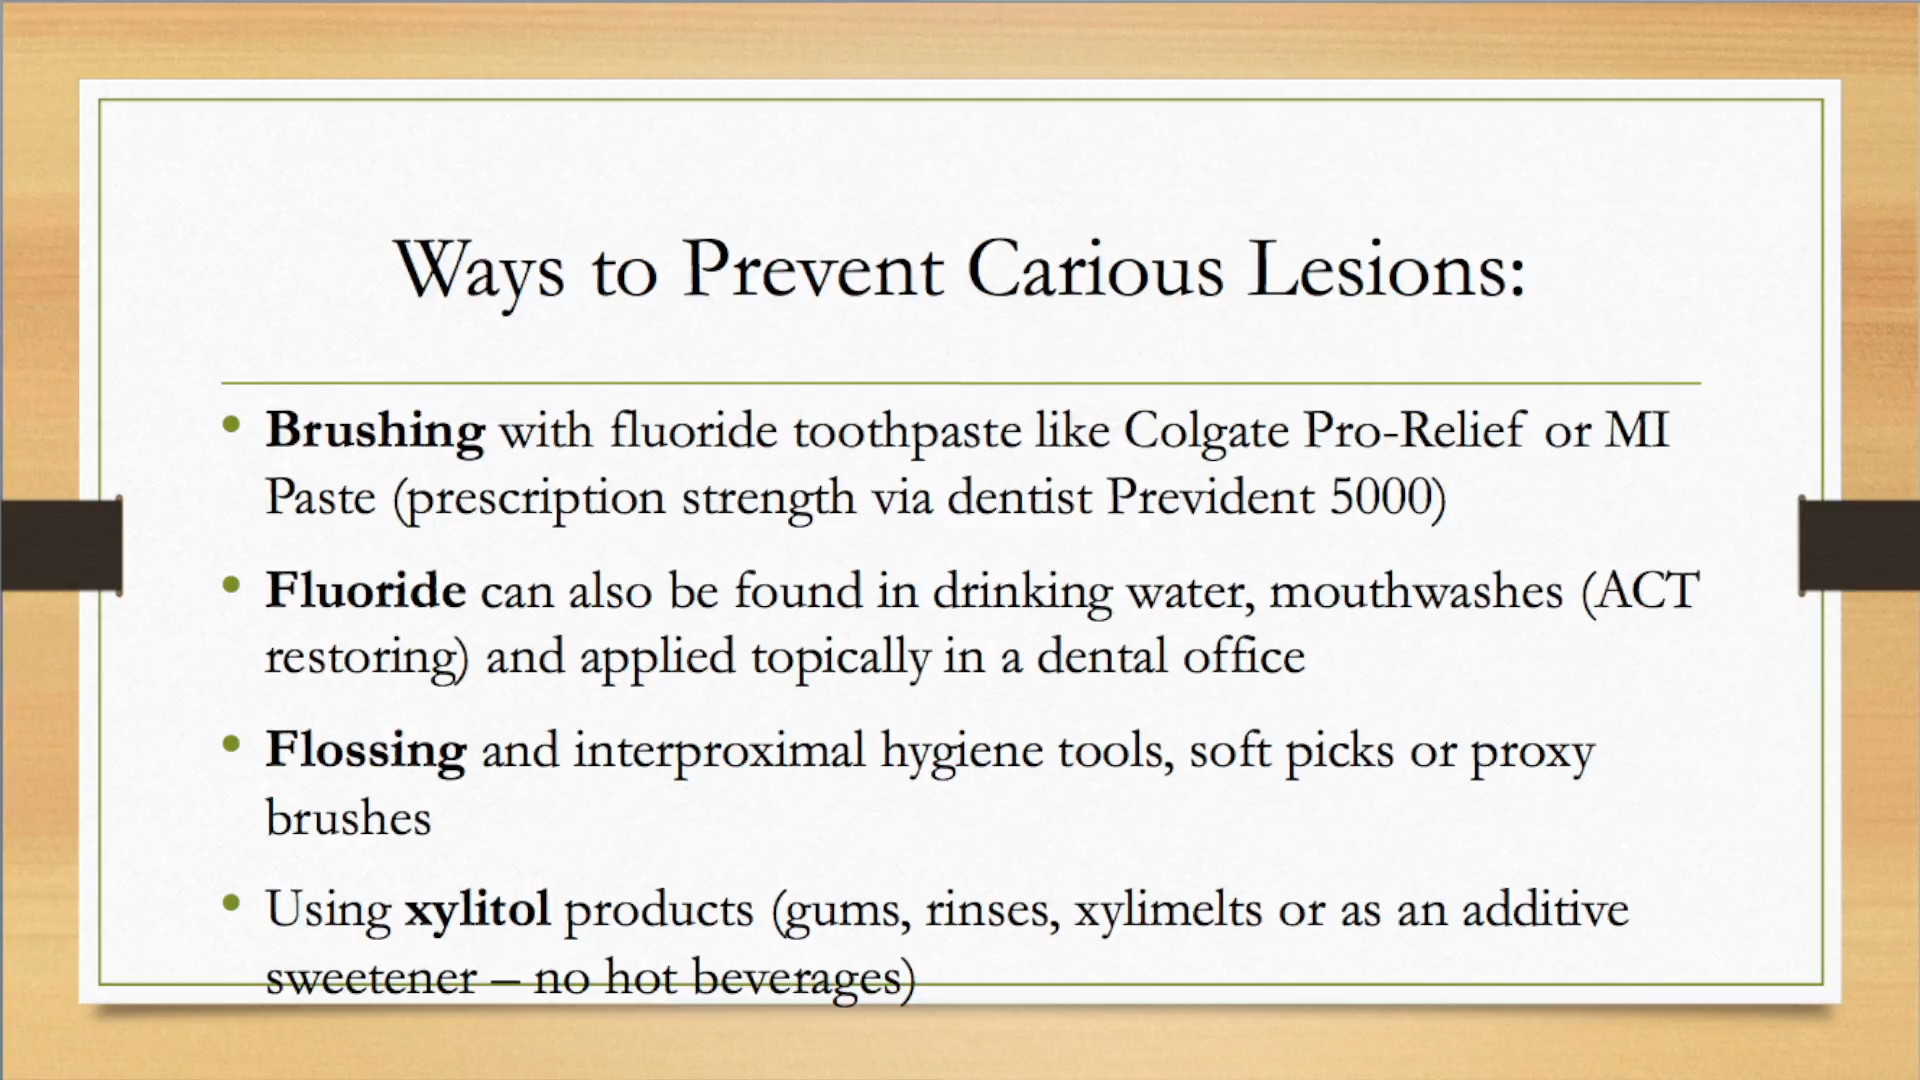 Ways to Prevent Carious Lesions:
• Brushing with fluoride toothpaste like Colgate Pro-Relief or MI
Paste (prescription strength via dentist Prevident 5000)
• Fluoride can also be found in drinking water, mouthwashes (ACT
restoring) and applied topically in a dental office
• Flossing and interproximal hygiene tools, soft picks or proxy
brushes
• Using xylitol products (gums, rinses, xylimelts or as an additive
sweetener – no hot beverages)